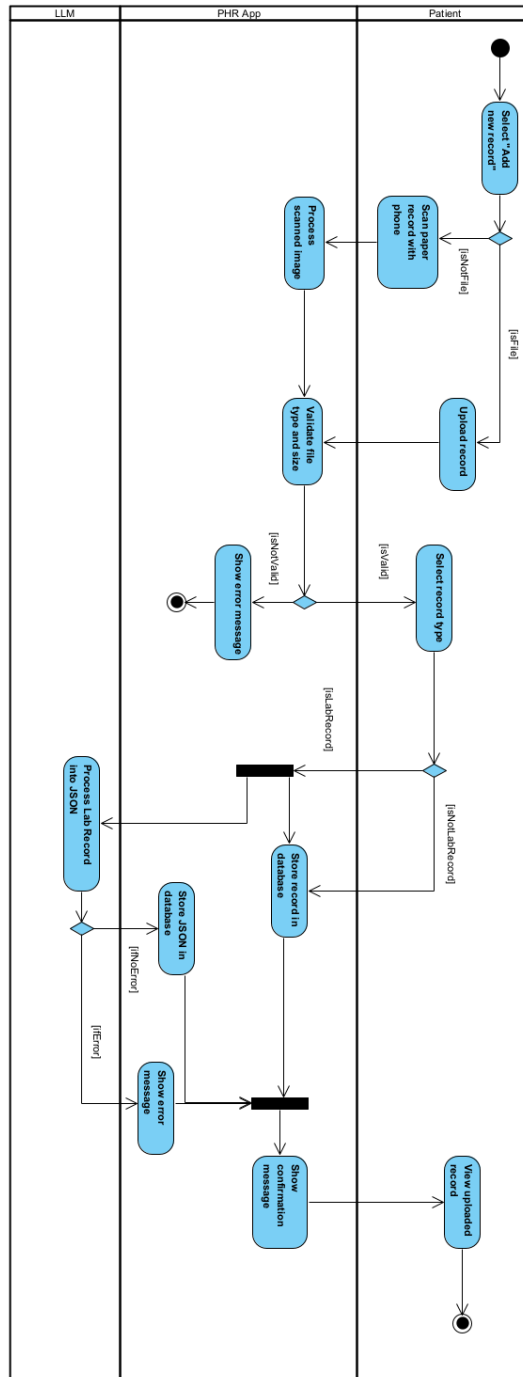 LLM
PHR App
Patient
Select "Add
new record"
Scan paper
record with
phone
[isNotFile]
[isFile]
Process
scanned image
Upload record
Validate file
type and size
[isNotValid]
[isValid]
Show error message
Select record type
[isLabRecord]
[isNotLabRecord]
Process Lab Record
into JSON
Store record in
database
Store JSON in
database
[ifNoError]
[ifError]
Show error
message
Show
confirmation
message
View uploaded
record